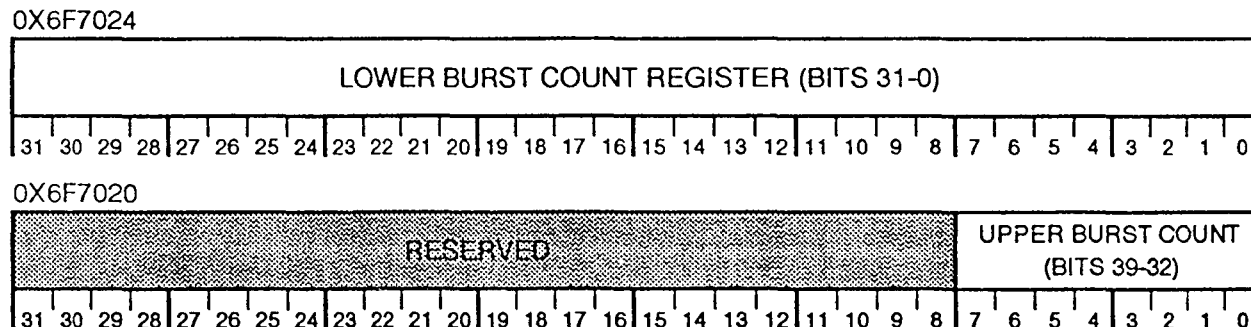 0X6F7024
LOWER BURST COUNT REGISTER (BITS 31-0)
31 30 29 28 27 26 25 24 23 22 21 20 19 18 17 16 15 14 13 12 11 10 9 8 7 6 5 4 3 2 1 0
0X6F7020
RESERVED
UPPER BURST COUNT
(BITS 39-32)
31 30 29 28 27 26 25 24 23 22 21 20 19 18 17 16 15 14 13 12 11 10 9 8 7 6 5 4 3 2 1 0